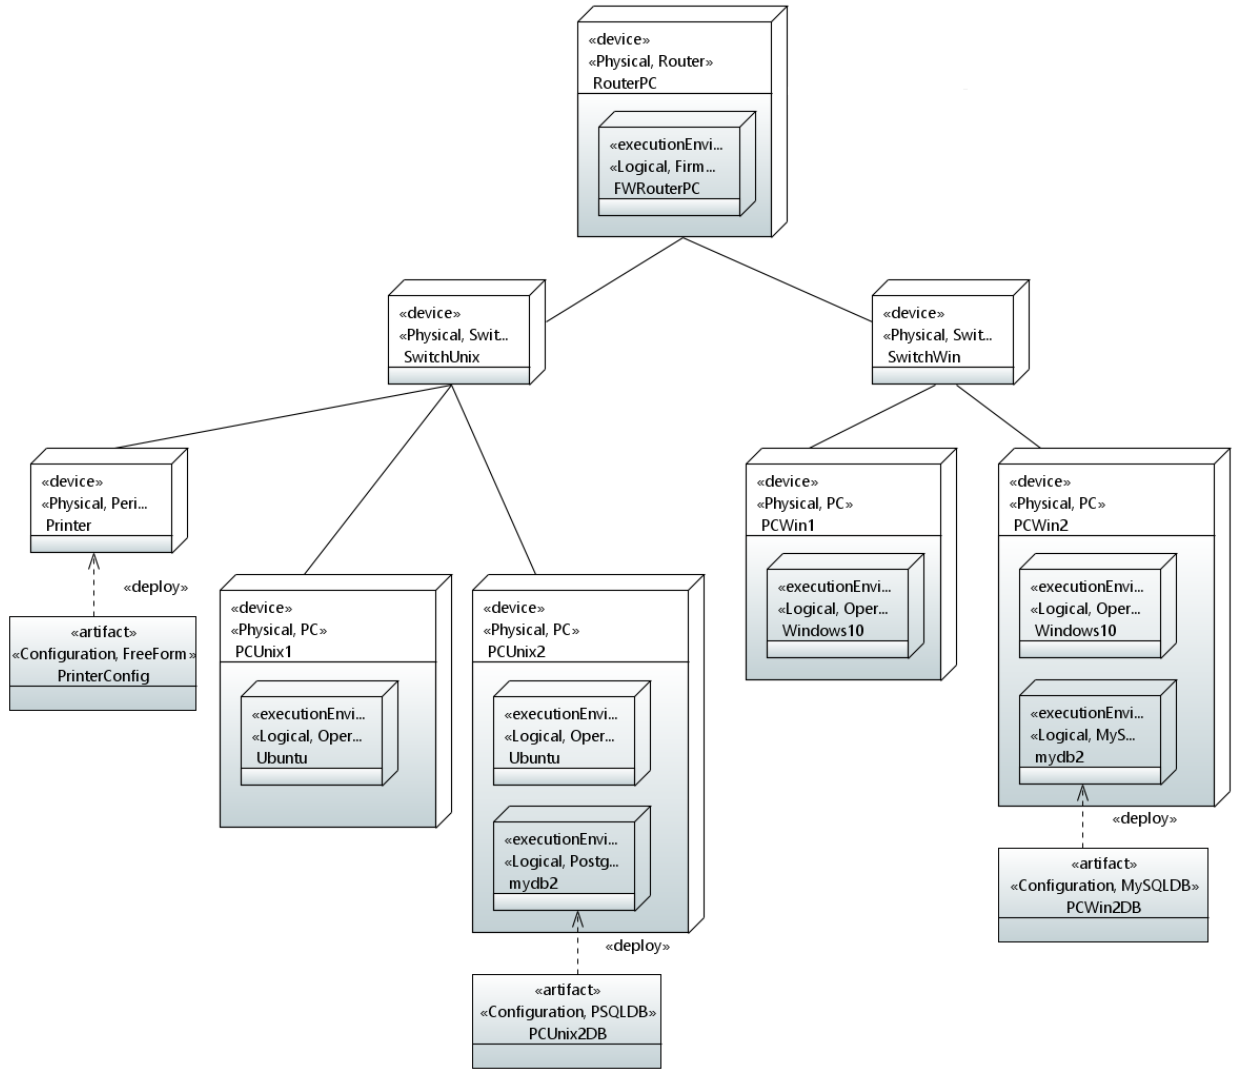 «device»
«Physical, Router»
RouterPC
«executionEnvi...
«Logical, Firm...
FWRouterPC
«device»
«Physical, Swit...
SwitchUnix
«device»
«Physical, Swit...
SwitchWin
«device»
«Physical, Peri...
Printer
«deploy»
«artifact»
«Configuration, FreeForm»
PrinterConfig
«device»
«Physical, PC»
PCUnix1
«executionEnvi...
«Logical, Oper...
Ubuntu
«device»
«Physical, PC»
PCUnix2
«executionEnvi...
«Logical, Oper...
Ubuntu
«executionEnvi...
«Logical, Postg...
mydb2
«deploy»
«artifact»
«Configuration, PSQLDB»
PCUnix2DB
«device»
«Physical, PC»
PCWin1
«executionEnvi...
«Logical, Oper...
Windows10
«device»
«Physical, PC»
PCWin2
«executionEnvi...
«Logical, Oper...
Windows10
«executionEnvi...
«Logical, MyS...
mydb2
«deploy»
«artifact»
«Configuration, MySQLDB»
PCWin2DB